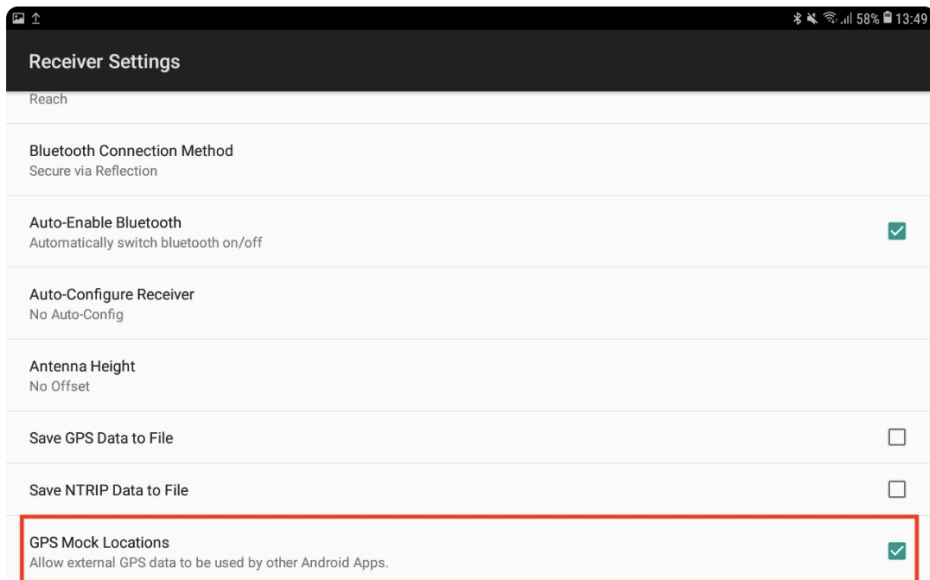 58% 13:49
Receiver Settings
Reach
Bluetooth Connection Method
Secure via Reflection
Auto-Enable Bluetooth
Automatically switch bluetooth on/off
Auto-Configure Receiver
No Auto-Config
Antenna Height
No Offset
Save GPS Data to File
Save NTRIP Data to File
GPS Mock Locations
Allow external GPS data to be used by other Android Apps.